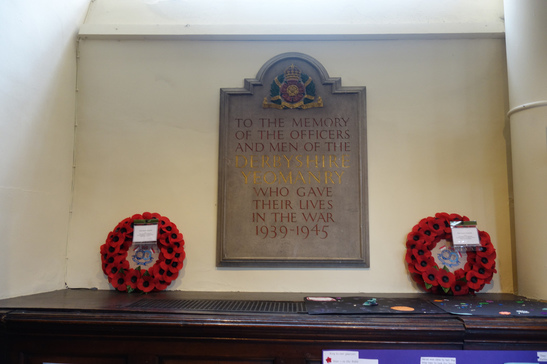 TO THE MEMORY
OF THE OFFICERS
AND MEN OF THE
DERBYSHIRE
YEOMANRY
WHO GAVE
THEIR LIVES
IN THE WAR
1939-1945